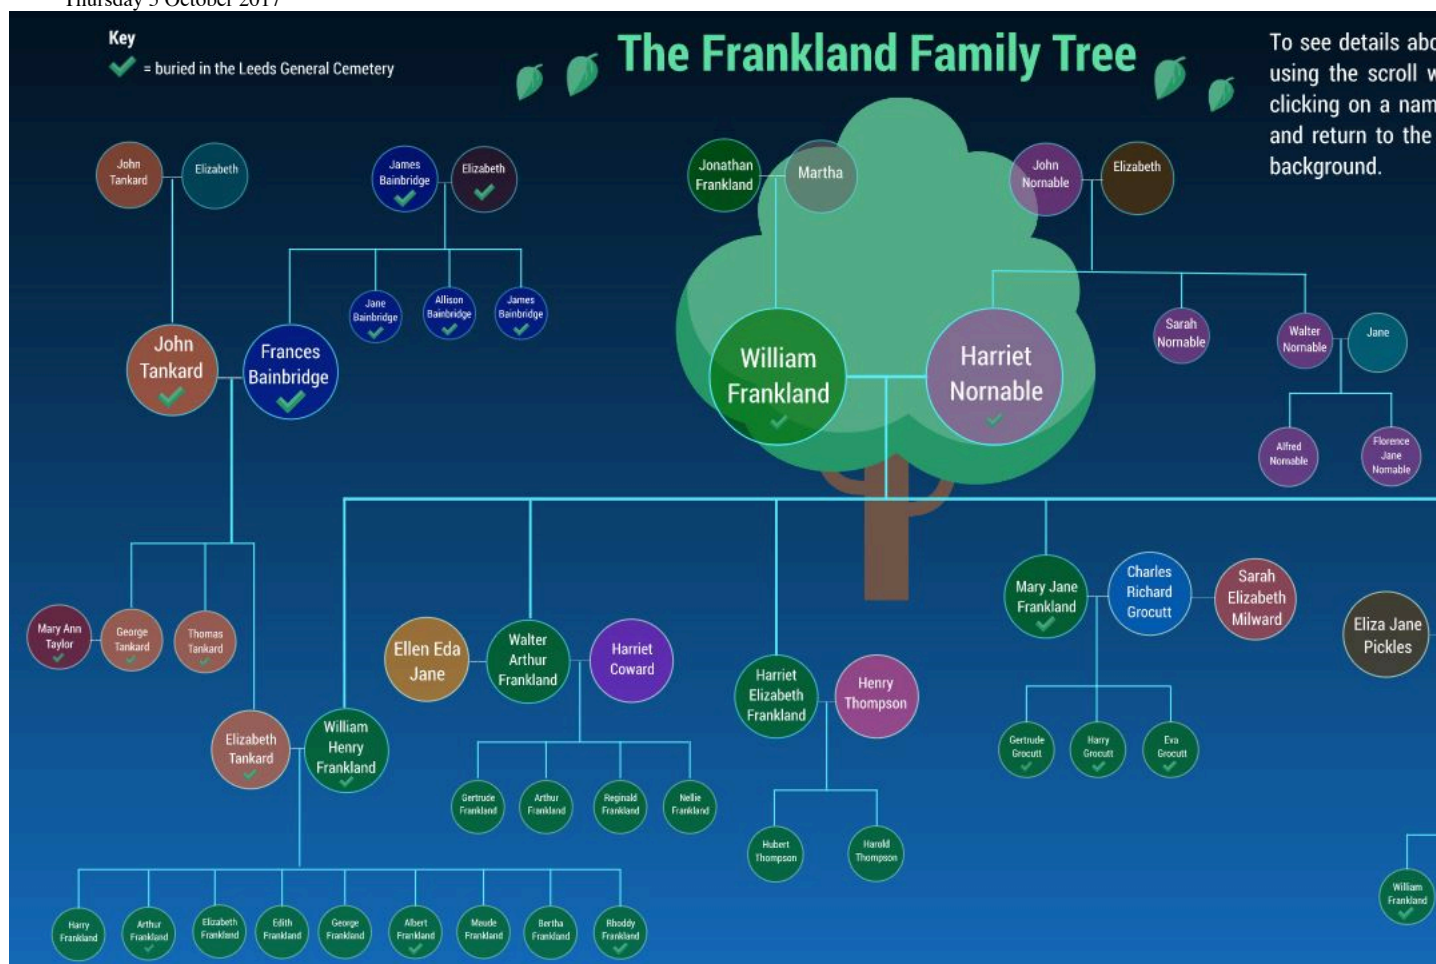 Thursday 5 October 2017
Key
= buried in the Leeds General Cemetery
The Frankland Family Tree
To see details abo
using the scroll w
clicking on a nam
and return to the
background.
John
Tankard
Elizabeth
James
Bainbridge
Elizabeth
Jonathan
Frankland
Martha
John
Nornable
Elizabeth
Jane
Bainbridge
Allison
Bainbridge
James
Bainbridge
John
Tankard
Frances
Bainbridge
William
Frankland
Harriet
Nornable
Sarah
Nornable
Walter
Nornable
Jane
Alfred
Nornable
Florence
Jane
Nornable
Mary Ann
Taylor
George
Tankard
Thomas
Tankard
Elizabeth
Tankard
William
Henry
Frankland
Ellen Eda
Jane
Walter
Arthur
Frankland
Harriet
Coward
Harriet
Elizabeth
Frankland
Henry
Thompson
Mary Jane
Frankland
Charles
Richard
Grocutt
Sarah
Elizabeth
Milward
Eliza Jane
Pickles
Gertrude
Frankland
Arthur
Frankland
Reginald
Frankland
Nellie
Frankland
Hubert
Thompson
Harold
Thompson
Gertrude
Grocutt
Harry
Grocutt
Eva
Grocutt
William
Frankland
Harry
Frankland
Arthur
Frankland
Elizabeth
Frankland
Edith
Frankland
George
Frankland
Albert
Frankland
Maude
Frankland
Bertha
Frankland
Rhoddy
Frankland